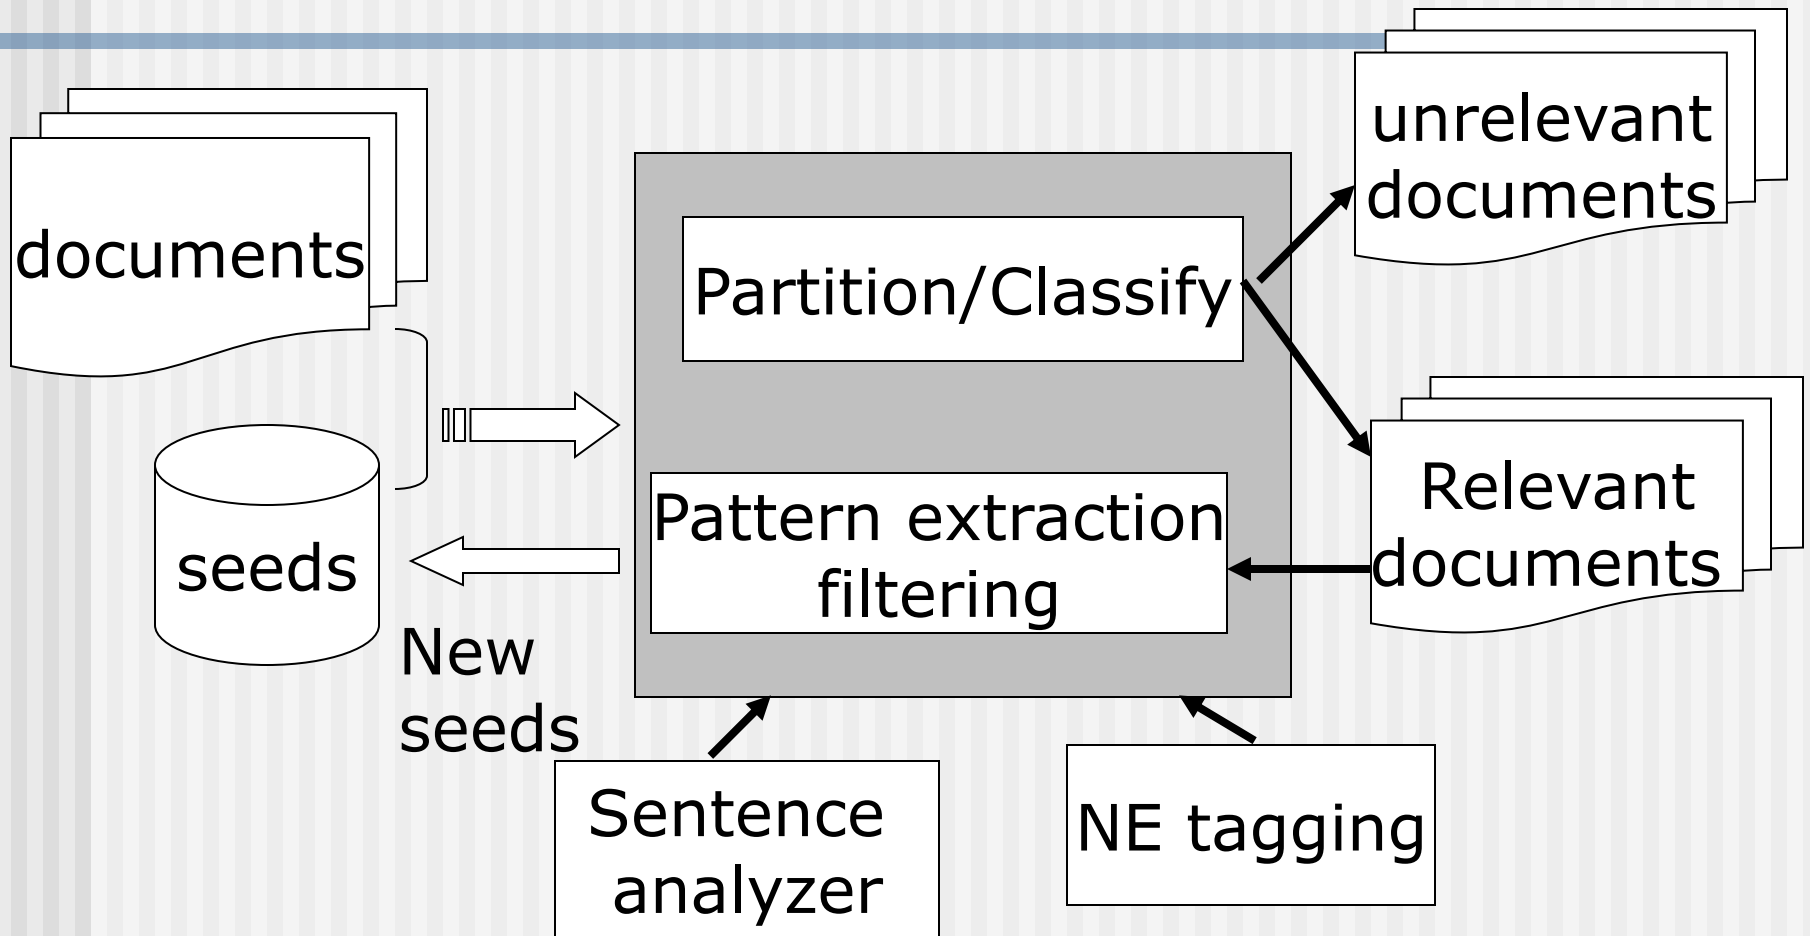 unrelevant
documents
documents
Partition/Classify
Relevant
documents
Pattern extraction
filtering
seeds
New
seeds
Sentence
analyzer
NE tagging